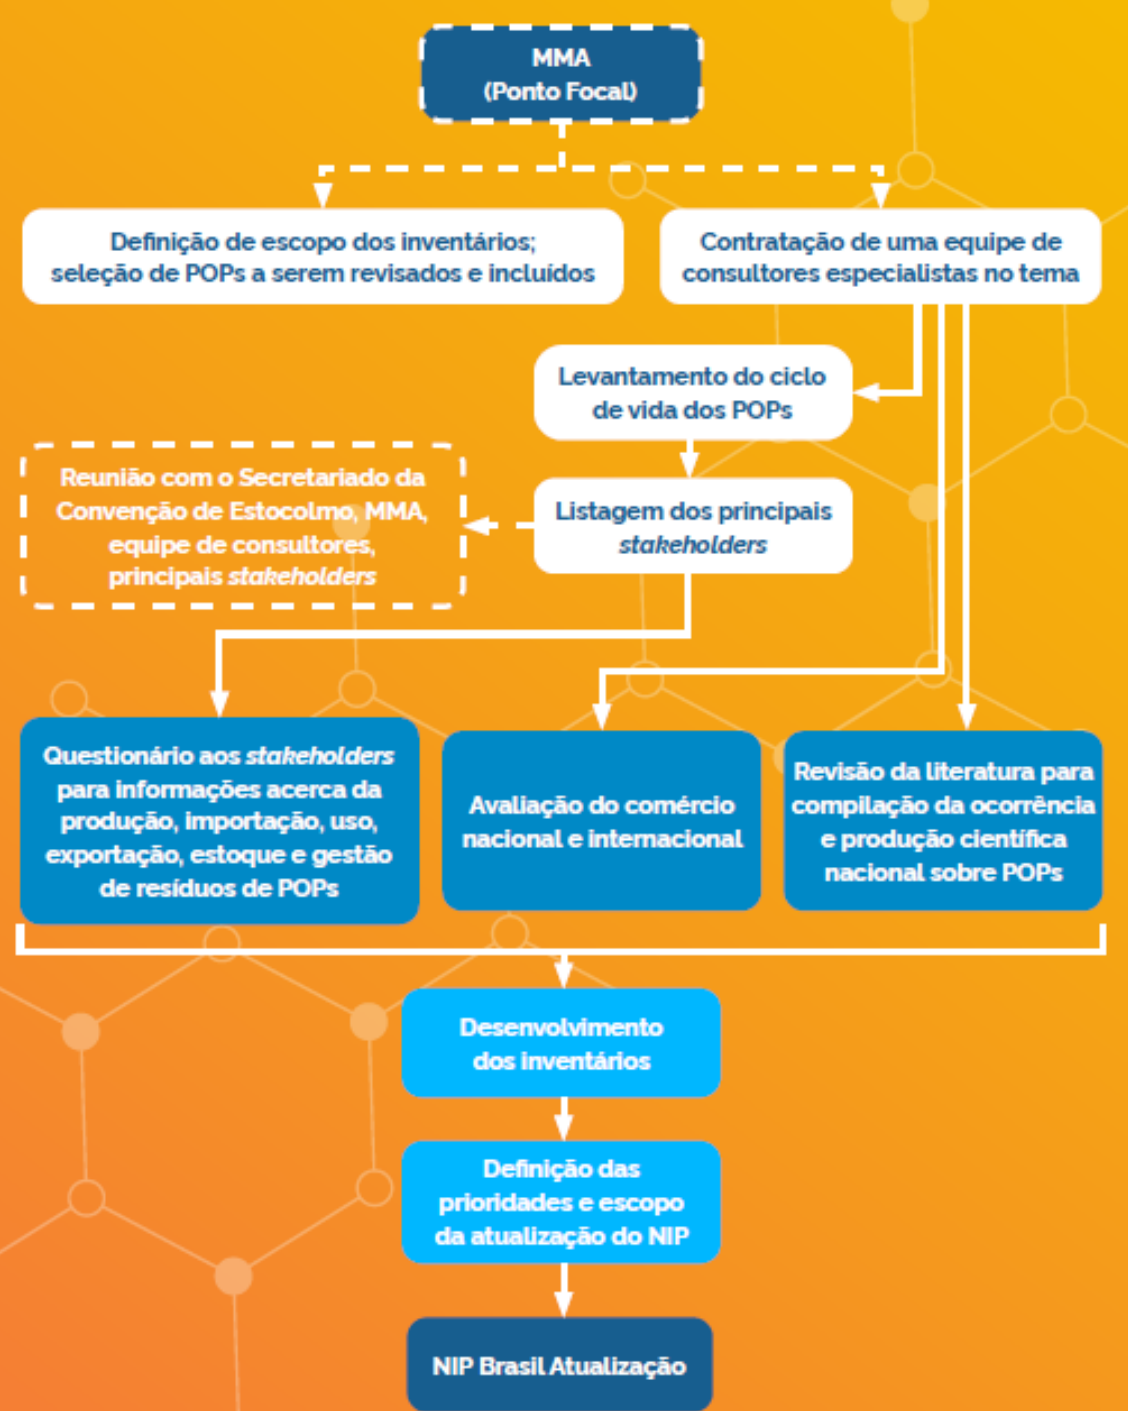 MMA
(Ponto Focal)
Definição de escopo dos inventários;
seleção de POPs a serem revisados e incluídos
Contratação de uma equipe de
consultores especialistas no tema
Levantamento do ciclo
de vida dos POPs
Listagem dos principais
stakeholders
Reunião com o Secretariado da
Convenção de Estocolmo, MMA,
equipe de consultores,
principais stakeholders
Questionário aos stakeholders
para informações acerca da
produção, importação, uso,
exportação, estoque e gestão
de resíduos de POPs
Avaliação do comércio
nacional e internacional
Revisão da literatura para
compilação da ocorrência
e produção científica
nacional sobre POPs
Desenvolvimento
dos inventários
Definição das
prioridades e escopo
da atualização do NIP
NIP Brasil Atualização